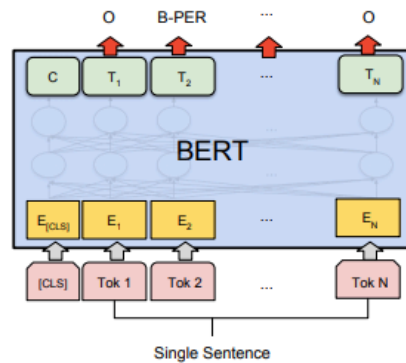 O B-PER ... O
C T1 T2 ... TN
BERT
E[CLS] E1 E2 ... EN
[CLS] Tok 1 Tok 2 ... Tok N
Single Sentence